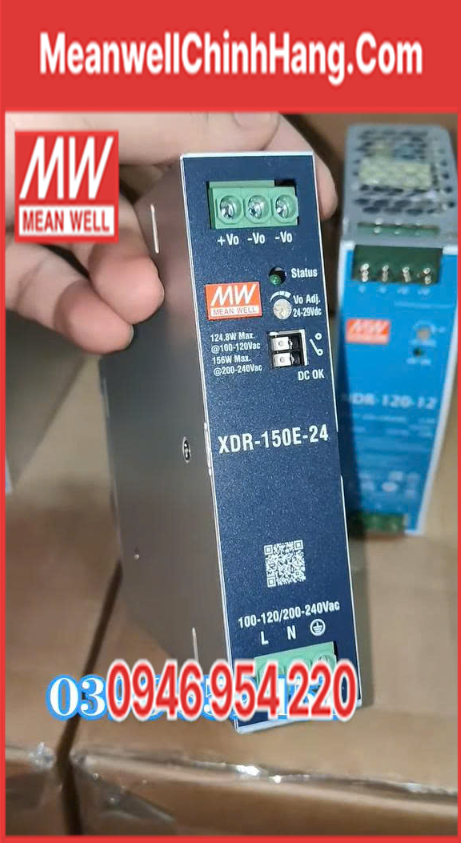 MeanwellChinhHang.Com
MW
MEAN WELL
+Vo -Vo -Vo
Status
MW
MEAN WELL
Vo Adj.
24-29Vdc
124.8W Max.
@100-120Vac
156W Max.
@200-240Vac
DC OK
XDR-150E-24
DR-120-12
100-120/200-240Vac
L N
03
0946 954 220